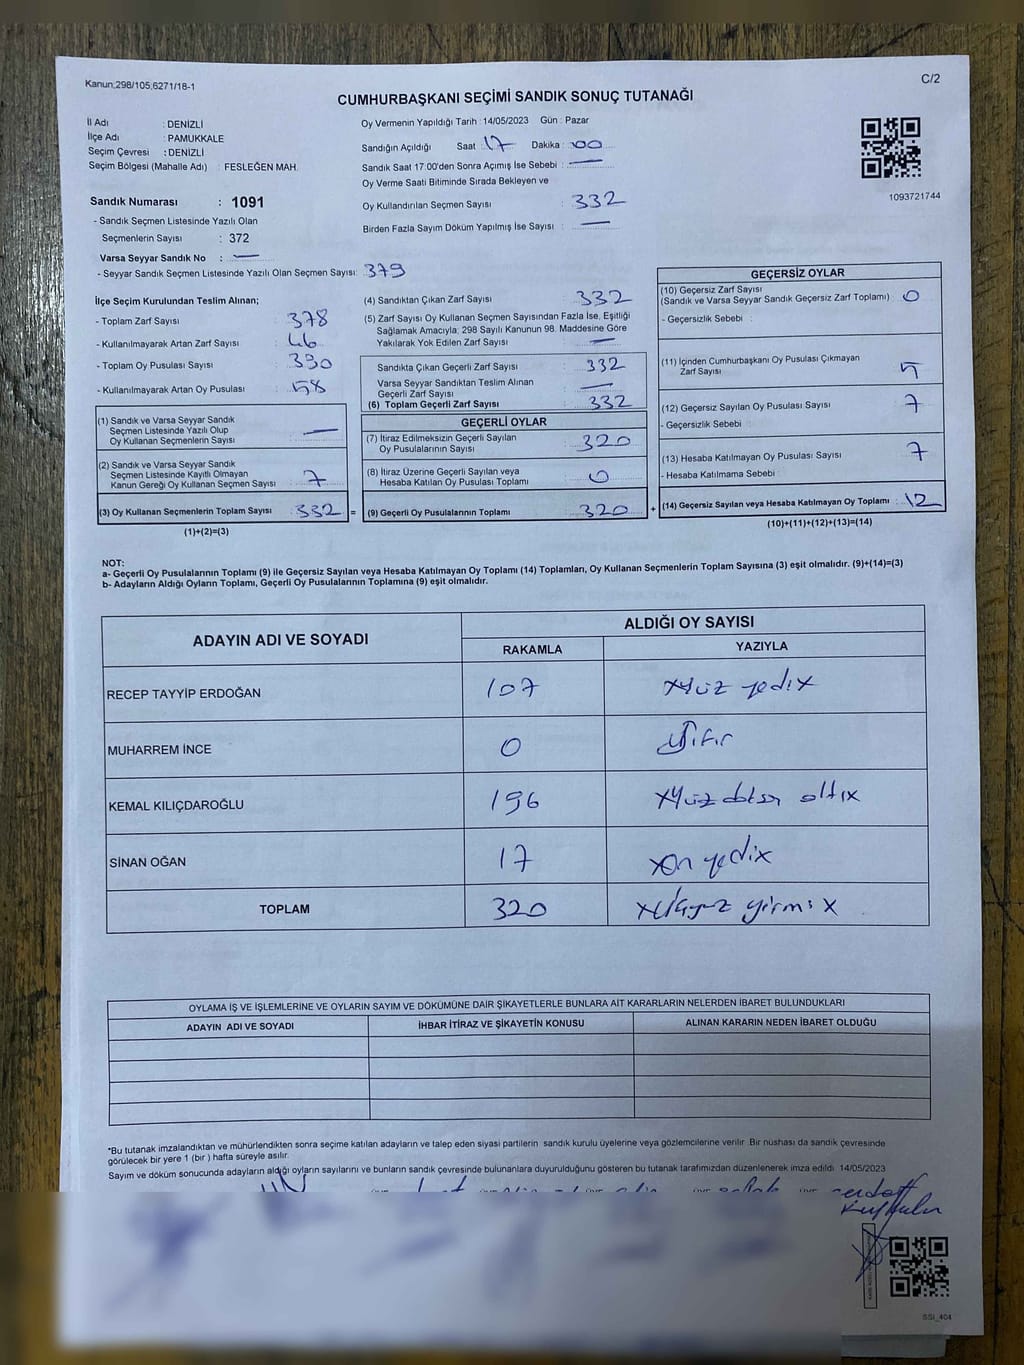 Kanun;298/105;6271/18-1
C/2
CUMHURBAŞKANI SEÇİMİ SANDIK SONUÇ TUTANAĞI
İl Adı : DENİZLİ
İlçe Adı : PAMUKKALE
Seçim Çevresi : DENİZLİ
Seçim Bölgesi (Mahalle Adı) : FESLEĞEN MAH.
Oy Vermenin Yapıldığı Tarih : 14/05/2023 Gün : Pazar
Sandığın Açıldığı Saat : 17 Dakika : 00
Sandık Saat 17:00'den Sonra Açımış İse Sebebi : —
Oy Verme Saati Bitiminde Sırada Bekleyen ve
Oy Kullandırılan Seçmen Sayısı : 332
Birden Fazla Sayım Döküm Yapılmış İse Sayısı : —
1093721744
Sandık Numarası : 1091
- Sandık Seçmen Listesinde Yazılı Olan
Seçmenlerin Sayısı : 372
Varsa Seyyar Sandık No : —
- Seyyar Sandık Seçmen Listesinde Yazılı Olan Seçmen Sayısı: 379
İlçe Seçim Kurulundan Teslim Alınan;
- Toplam Zarf Sayısı : 378
- Kullanılmayarak Artan Zarf Sayısı : 46
- Toplam Oy Pusulası Sayısı : 390
- Kullanılmayarak Artan Oy Pusulası : 58
(1) Sandık ve Varsa Seyyar Sandık
Seçmen Listesinde Yazılı Olup
Oy Kullanan Seçmenlerin Sayısı : —
(2) Sandık ve Varsa Seyyar Sandık
Seçmen Listesinde Kayıtlı Olmayan
Kanun Gereği Oy Kullanan Seçmen Sayısı : 7
(3) Oy Kullanan Seçmenlerin Toplam Sayısı : 332 =
(1)+(2)=(3)
(4) Sandıktan Çıkan Zarf Sayısı : 332
(5) Zarf Sayısı Oy Kullanan Seçmen Sayısından Fazla İse, Eşitliği
Sağlamak Amacıyla; 298 Sayılı Kanunun 98. Maddesine Göre
Yakılarak Yok Edilen Zarf Sayısı : —
Sandıkta Çıkan Geçerli Zarf Sayısı : 332
Varsa Seyyar Sandıktan Teslim Alınan
Geçerli Zarf Sayısı : —
(6) Toplam Geçerli Zarf Sayısı : 332
GEÇERLİ OYLAR
(7) İtiraz Edilmeksizin Geçerli Sayılan
Oy Pusulalarının Sayısı : 320
(8) İtiraz Üzerine Geçerli Sayılan veya
Hesaba Katılan Oy Pusulası Toplamı : 0
(9) Geçerli Oy Pusulalarının Toplamı : 320 +
GEÇERSİZ OYLAR
(10) Geçersiz Zarf Sayısı
(Sandık ve Varsa Seyyar Sandık Geçersiz Zarf Toplamı) : 0
- Geçersizlik Sebebi :
(11) İçinden Cumhurbaşkanı Oy Pusulası Çıkmayan
Zarf Sayısı : 5
(12) Geçersiz Sayılan Oy Pusulası Sayısı : 7
- Geçersizlik Sebebi :
(13) Hesaba Katılmayan Oy Pusulası Sayısı : 7
- Hesaba Katılmama Sebebi :
(14) Geçersiz Sayılan veya Hesaba Katılmayan Oy Toplamı : 12
(10)+(11)+(12)+(13)=(14)
NOT:
a- Geçerli Oy Pusulalarının Toplamı (9) ile Geçersiz Sayılan veya Hesaba Katılmayan Oy Toplamı (14) Toplamları, Oy Kullanan Seçmenlerin Toplam Sayısına (3) eşit olmalıdır. (9)+(14)=(3)
b- Adayların Aldığı Oyların Toplamı, Geçerli Oy Pusulalarının Toplamına (9) eşit olmalıdır.
ADAYIN ADI VE SOYADI
ALDIĞI OY SAYISI
RAKAMLA YAZIYLA
RECEP TAYYİP ERDOĞAN 107 xyüz yedix
MUHARREM İNCE 0 sıfır
KEMAL KILIÇDAROĞLU 196 xyüz doksan altıx
SİNAN OĞAN 17 xon yedix
TOPLAM 320 xüçyüz yirmi x
OYLAMA İŞ VE İŞLEMLERİNE VE OYLARIN SAYIM VE DÖKÜMÜNE DAİR ŞİKAYETLERLE BUNLARA AİT KARARLARIN NELERDEN İBARET BULUNDUKLARI
ADAYIN ADI VE SOYADI İHBAR İTİRAZ VE ŞİKAYETİN KONUSU ALINAN KARARIN NEDEN İBARET OLDUĞU
*Bu tutanak imzalandıktan ve mühürlendikten sonra seçime katılan adayların ve talep eden siyasi partilerin sandık kurulu üyelerine veya gözlemcilerine verilir. Bir nüshası da sandık çevresinde
görülecek bir yere 1 (bir ) hafta süreyle asılır.
Sayım ve döküm sonucunda adayların aldığı oyların sayılarını ve bunların sandık çevresinde bulunanlara duyurulduğunu gösteren bu tutanak tarafımızdan düzenlenerek imza edildi. 14/05/2023
SSI_404